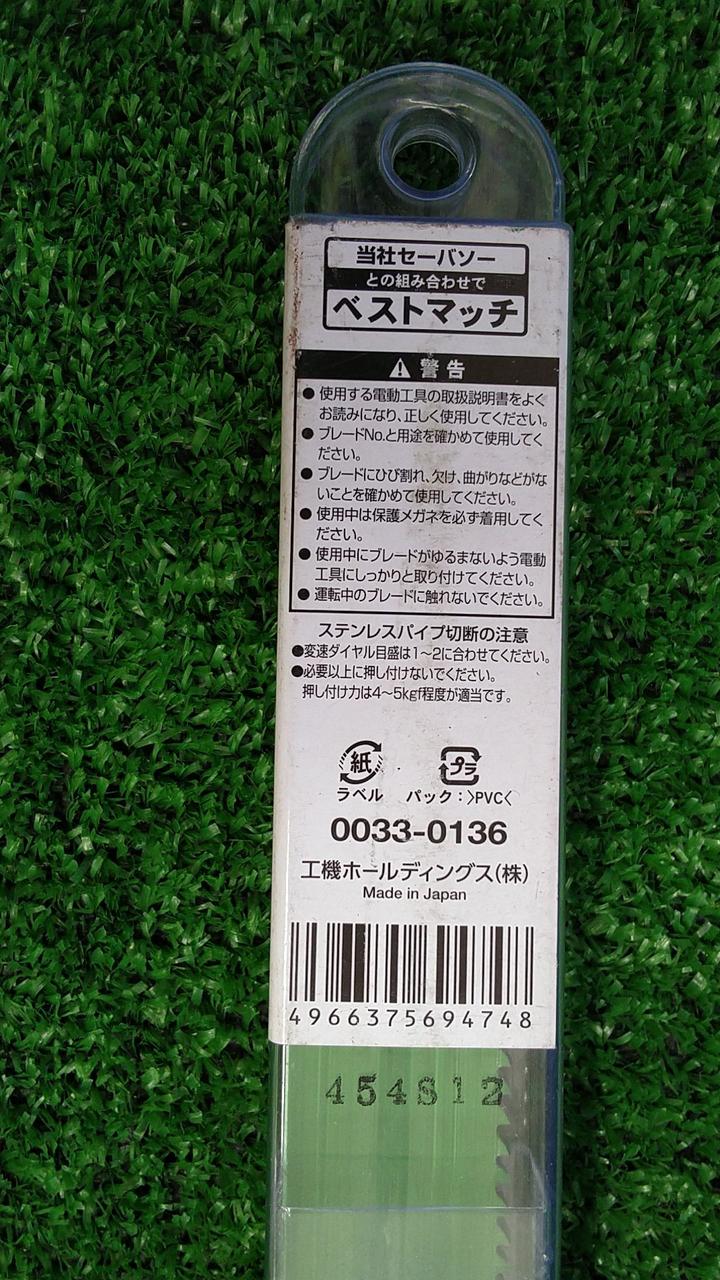 当社セーバソー
との組み合わせで
ベストマッチ
警告
●使用する電動工具の取扱説明書をよく
お読みになり、正しく使用してください。
●ブレードNo.と用途を確かめて使用してく
ださい。
●ブレードにひび割れ、欠け、曲がりなどがな
いことを確かめて使用してください。
●使用中は保護メガネを必ず着用してく
ださい。
●使用中にブレードがゆるまないよう電動
工具にしっかりと取り付けてください。
●運転中のブレードに触れないでください。
ステンレスパイプ切断の注意
●変速ダイヤル目盛は1～2に合わせてください。
●必要以上に押し付けないでください。
押し付け力は4～5kgf程度が適当です。
紙 プラ
ラベル パック：>PVC<
0033-0136
工機ホールディングス(株)
Made in Japan
4966375694748
454S12